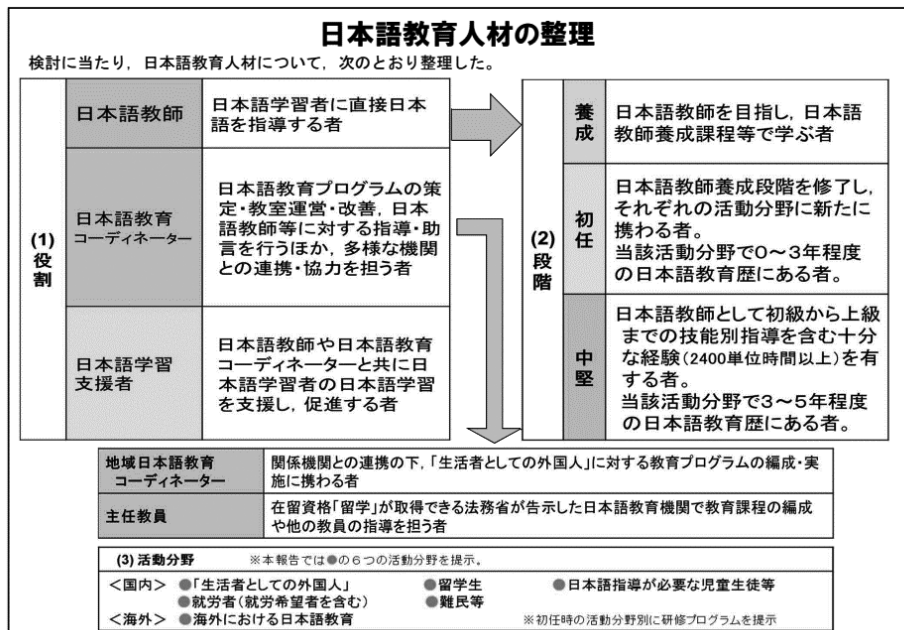 日本語教育人材の整理
検討に当たり，日本語教育人材について，次のとおり整理した。
(1)役割
日本語教師
日本語学習者に直接日本
語を指導する者
日本語教育
コーディネーター
日本語教育プログラムの策
定・教室運営・改善，日本
語教師等に対する指導・助
言を行うほか，多様な機関
との連携・協力を担う者
日本語学習
支援者
日本語教師や日本語教育
コーディネーターと共に日
本語学習者の日本語学習
を支援し，促進する者
(2)段階
養成
日本語教師を目指し，日本語
教師養成課程等で学ぶ者
初任
日本語教師養成段階を修了し，
それぞれの活動分野に新たに
携わる者。
当該活動分野で０～３年程度
の日本語教育歴にある者。
中堅
日本語教師として初級から上級
までの技能別指導を含む十分
な経験(2400単位時間以上)を有
する者。
当該活動分野で３～５年程度
の日本語教育歴にある者。
地域日本語教育
コーディネーター
関係機関との連携の下，「生活者としての外国人」に対する教育プログラムの編成・実
施に携わる者
主任教員
在留資格「留学」が取得できる法務省が告示した日本語教育機関で教育課程の編成
や他の教員の指導を担う者
(3)活動分野 ※本報告では●の６つの活動分野を提示。
＜国内＞ ●「生活者としての外国人」 ●留学生 ●日本語指導が必要な児童生徒等
●就労者(就労希望者を含む) ●難民等
＜海外＞ ●海外における日本語教育 ※初任時の活動分野別に研修プログラムを提示